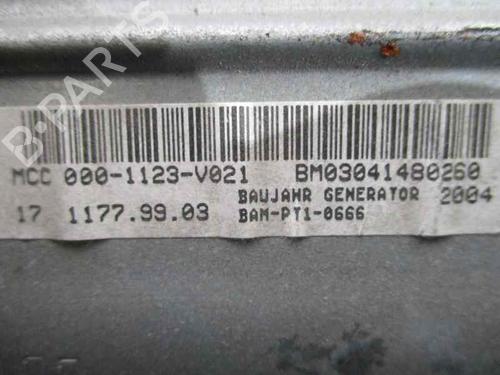 B-PARTS
MCC 000-1123-V021 BM03041480260
BAUJAHR GENERATOR 2004
17 1177.99.03 BAM-PT1-0666